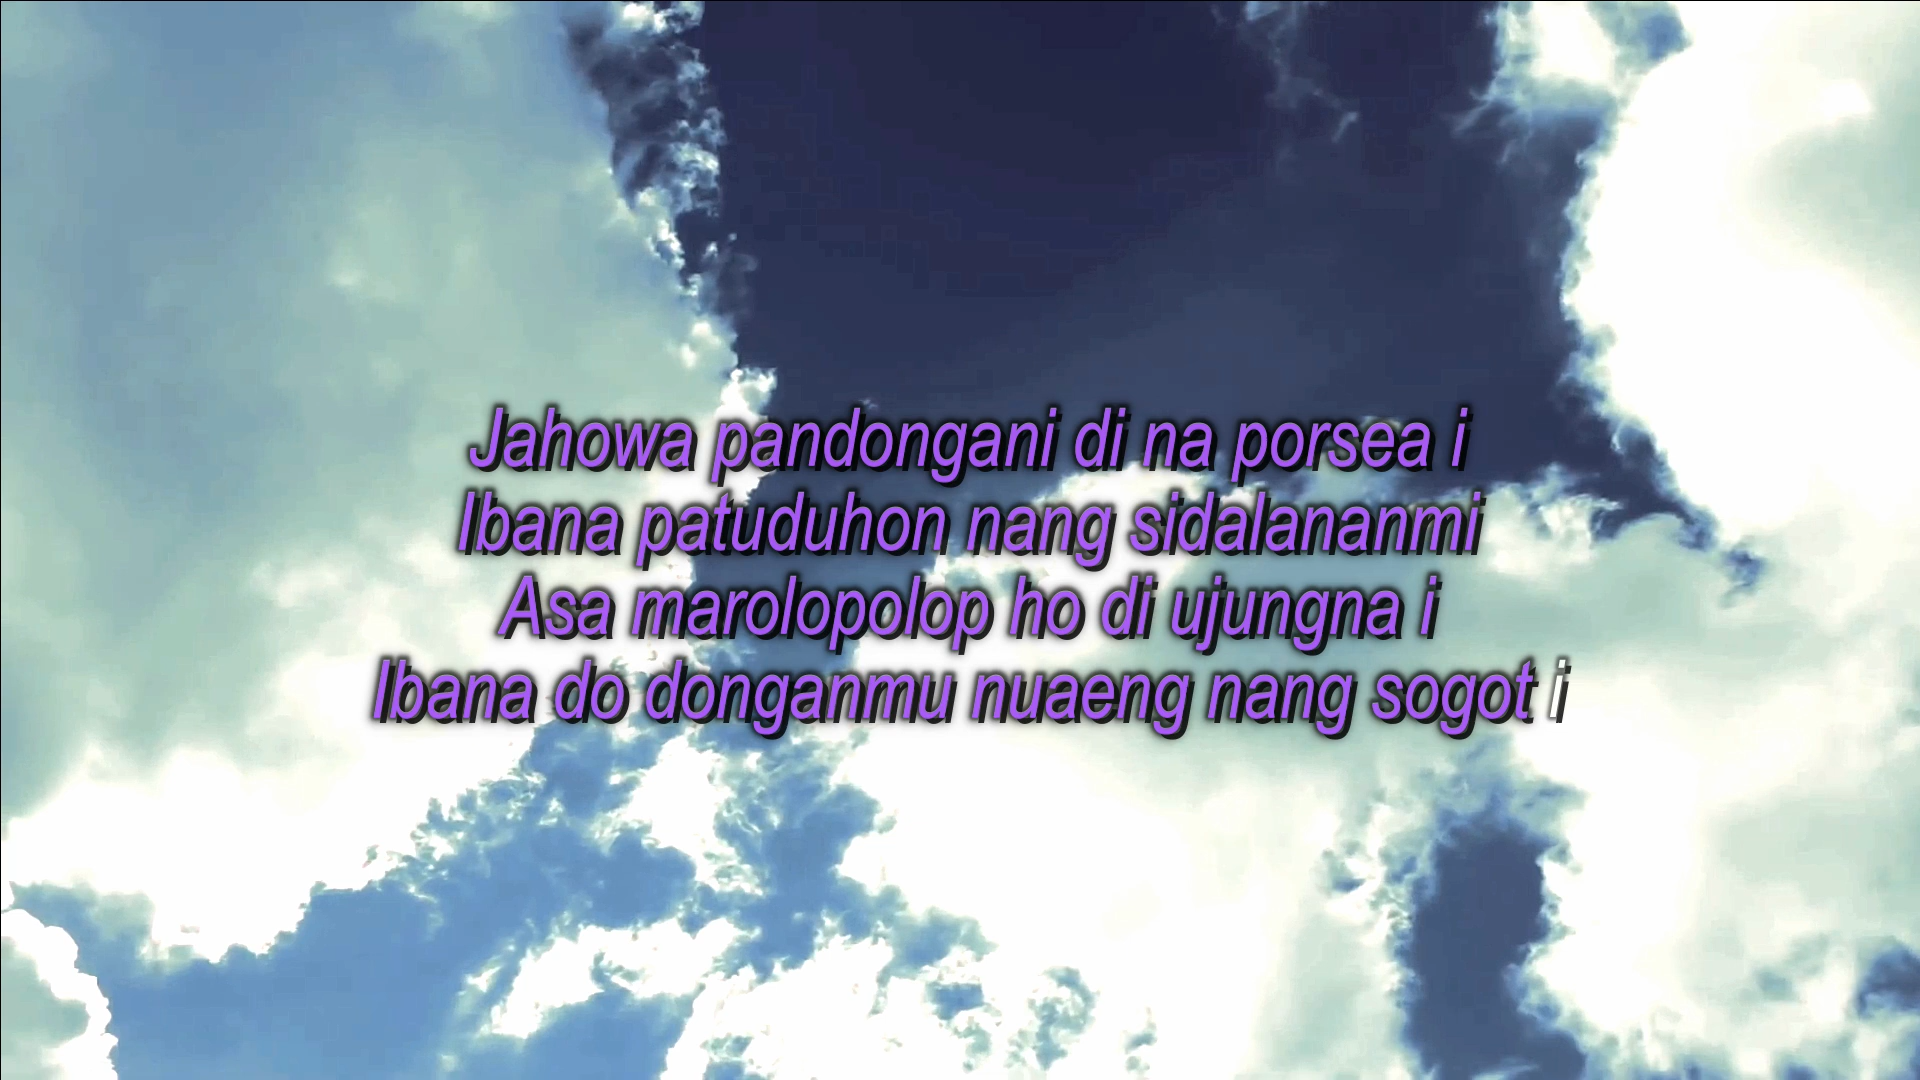 Jahowa pandongani di na porsea i
Ibana patuduhon nang sidalananmi
Asa marolopolop ho di ujungna i
Ibana do donganmu nuaeng nang sogot i